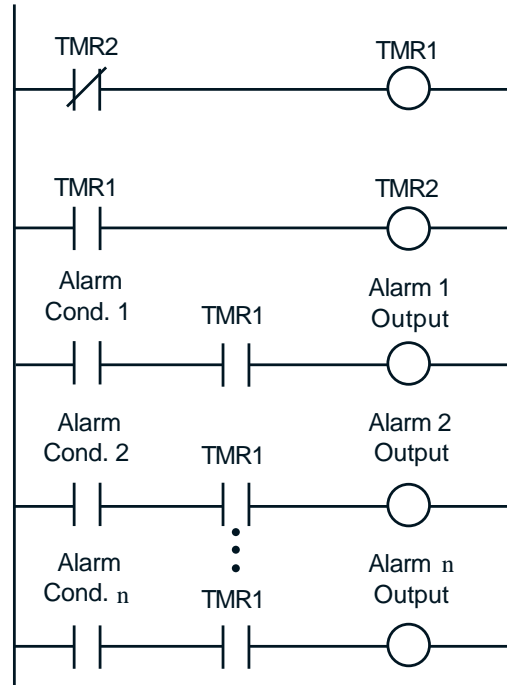 TMR2
TMR1
TMR1
TMR2
Alarm
Cond. 1
TMR1
Alarm 1
Output
Alarm
Cond. 2
TMR1
Alarm 2
Output
Alarm
Cond. n
TMR1
Alarm n
Output